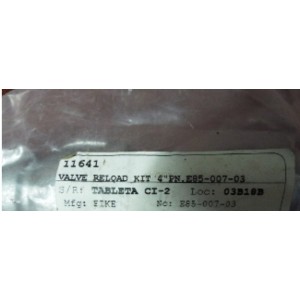 11641
VALVE RELOAD KIT 4"PN.E85-007-03
S/R: TABLETA CI-2 Loc: 03B18B
Mfg: FIKE No: E85-007-03